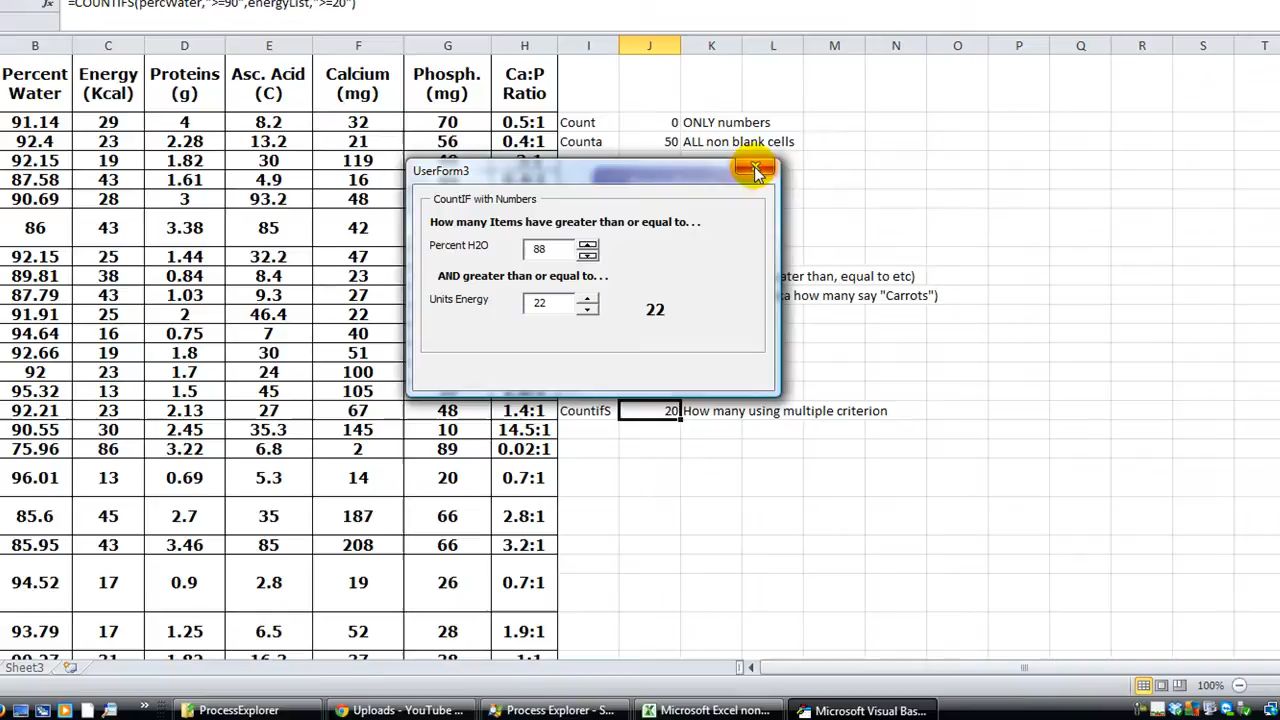 =COUNTIFS(percWater,">=90",energyList,">=20")
B C D E F G H I J K L M N O P Q R S T
Percent Water Energy (Kcal) Proteins (g) Asc. Acid (C) Calcium (mg) Phosph. (mg) Ca:P Ratio
91.14 29 4 8.2 32 70 0.5:1 Count 0 ONLY numbers
92.4 23 2.28 13.2 21 56 0.4:1 Counta 50 ALL non blank cells
92.15 19 1.82 30 119
87.58 43 1.61 4.9 16
90.69 28 3 93.2 48
86 43 3.38 85 42
92.15 25 1.44 32.2 47
89.81 38 0.84 8.4 23 ater than, equal to etc)
87.79 43 1.03 9.3 27 a how many say "Carrots")
91.91 25 2 46.4 22
94.64 16 0.75 7 40
92.66 19 1.8 30 51
92 23 1.7 24 100
95.32 13 1.5 45 105
92.21 23 2.13 27 67 48 1.4:1 CountifS 20 How many using multiple criterion
90.55 30 2.45 35.3 145 10 14.5:1
75.96 86 3.22 6.8 2 89 0.02:1
96.01 13 0.69 5.3 14 20 0.7:1
85.6 45 2.7 35 187 66 2.8:1
85.95 43 3.46 85 208 66 3.2:1
94.52 17 0.9 2.8 19 26 0.7:1
93.79 17 1.25 6.5 52 28 1.9:1
UserForm3
CountIF with Numbers
How many Items have greater than or equal to. . .
Percent H2O 88
AND greater than or equal to. . .
Units Energy 22 22
Sheet3
100%
ProcessExplorer Uploads - YouTube ... Process Explorer - S... Microsoft Excel non... Microsoft Visual Bas...